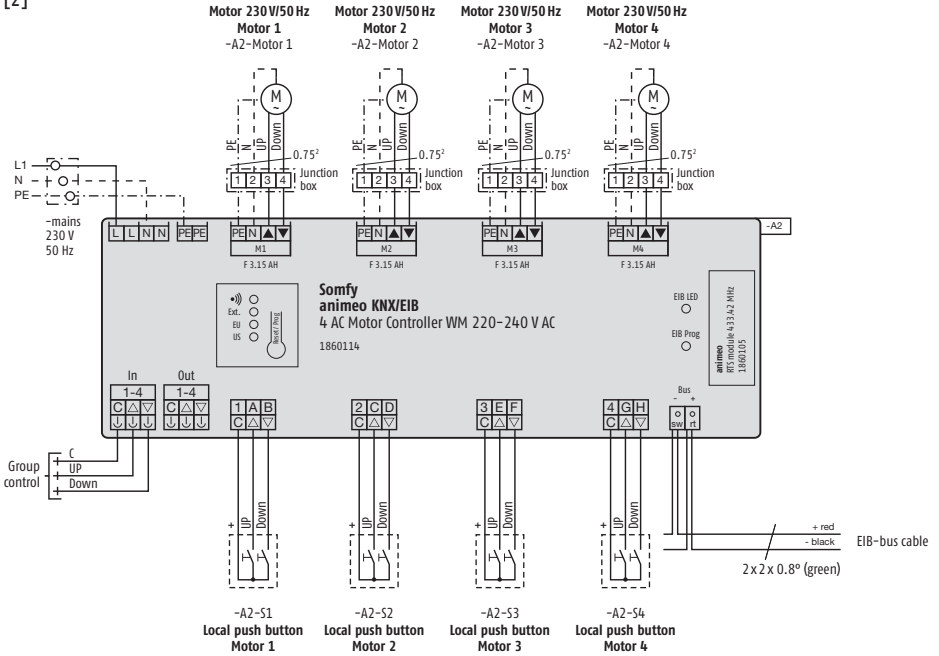 [2]
Motor 230 V/50 Hz
Motor 1
-A2-Motor 1
Motor 230 V/50 Hz
Motor 2
-A2-Motor 2
Motor 230 V/50 Hz
Motor 3
-A2-Motor 3
Motor 230 V/50 Hz
Motor 4
-A2-Motor 4
M
~
M
~
M
~
M
~
PE
N
UP
Down
PE
N
UP
Down
PE
N
UP
Down
PE
N
UP
Down
0.75²
0.75²
0.75²
0.75²
1 2 3 4
Junction
box
1 2 3 4
Junction
box
1 2 3 4
Junction
box
1 2 3 4
Junction
box
L1
N
PE
-mains
230 V
50 Hz
L L N N PE PE
PE N ▲ ▼
M1
F 3.15 AH
PE N ▲ ▼
M2
F 3.15 AH
PE N ▲ ▼
M3
F 3.15 AH
PE N ▲ ▼
M4
F 3.15 AH
-A2
Ext.
EU
US
Reset / Prog
Somfy
animeo KNX/EIB
4 AC Motor Controller WM 220-240 V AC
1860114
EIB LED
EIB Prog
animeo
RTS module 433.42 MHz
1860105
In
1-4
C △ ▽
Out
1-4
C △ ▽
1 A B
C △ ▽
2 C D
C △ ▽
3 E F
C △ ▽
4 G H
C △ ▽
Bus
- +
sw rt
Group
control
C
UP
Down
+
UP
Down
+
UP
Down
+
UP
Down
+
UP
Down
+ red
- black
EIB-bus cable
2 x 2 x 0.8º (green)
-A2-S1
Local push button
Motor 1
-A2-S2
Local push button
Motor 2
-A2-S3
Local push button
Motor 3
-A2-S4
Local push button
Motor 4